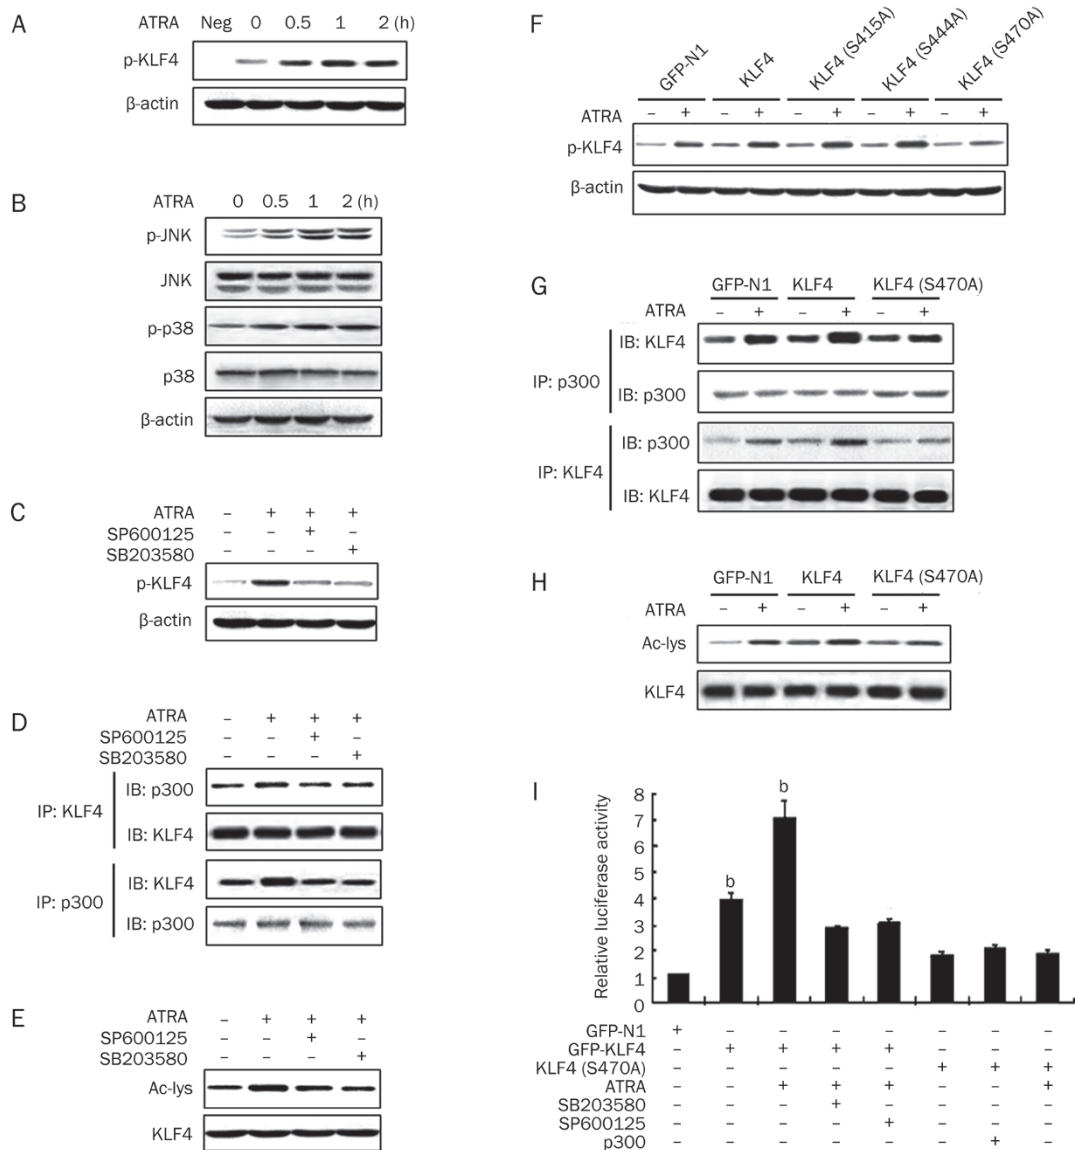 A
ATRA Neg 0 0.5 1 2 (h)
p-KLF4
β-actin
B
ATRA 0 0.5 1 2 (h)
p-JNK
JNK
p-p38
p38
β-actin
C
ATRA – + + +
SP600125 – – + –
SB203580 – – – +
p-KLF4
β-actin
D
ATRA – + + +
SP600125 – – + –
SB203580 – – – +
IP: KLF4
IB: p300
IB: KLF4
IP: p300
IB: KLF4
IB: p300
E
ATRA – + + +
SP600125 – – + –
SB203580 – – – +
Ac-lys
KLF4
F
GFP-N1 KLF4 KLF4 (S415A) KLF4 (S444A) KLF4 (S470A)
ATRA – + – + – + – + – +
p-KLF4
β-actin
G
GFP-N1 KLF4 KLF4 (S470A)
ATRA – + – + – +
IP: p300
IB: KLF4
IB: p300
IP: KLF4
IB: p300
IB: KLF4
H
GFP-N1 KLF4 KLF4 (S470A)
ATRA – + – + – +
Ac-lys
KLF4
I
Relative luciferase activity
8
7
6
5
4
3
2
1
0
b
b
GFP-N1 + – – – – – – –
GFP-KLF4 – + + + + – – –
KLF4 (S470A) – – – – – + + +
ATRA – – + + + – – +
SB203580 – – – + – – – –
SP600125 – – – – + – – –
p300 – – – – – – + –